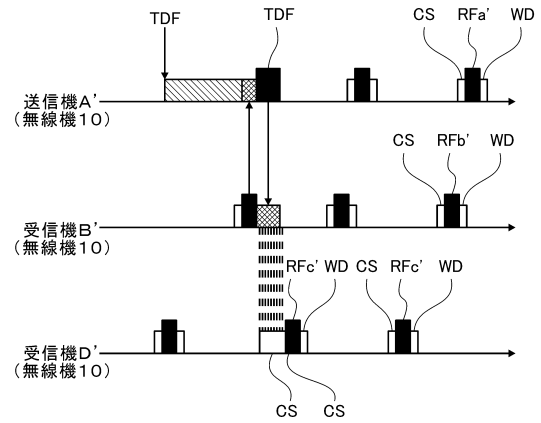 TDF
TDF
CS RFa' WD
送信機A'
(無線機10)
CS RFb' WD
受信機B'
(無線機10)
RFc' WD CS RFc' WD
受信機D'
(無線機10)
CS CS